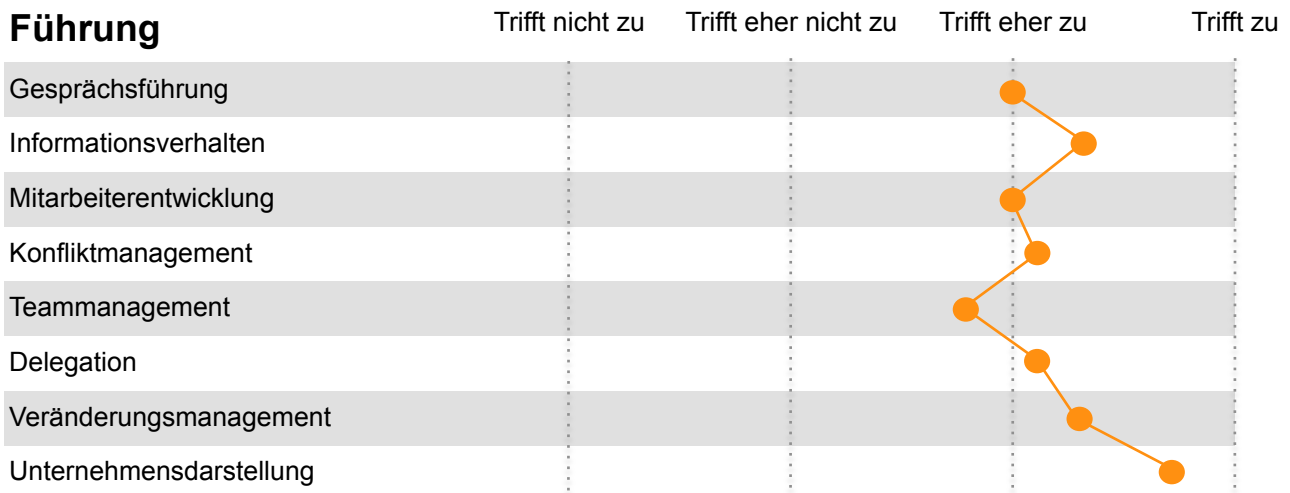 Führung Trifft nicht zu Trifft eher nicht zu Trifft eher zu Trifft zu
Gesprächsführung
Informationsverhalten
Mitarbeiterentwicklung
Konfliktmanagement
Teammanagement
Delegation
Veränderungsmanagement
Unternehmensdarstellung